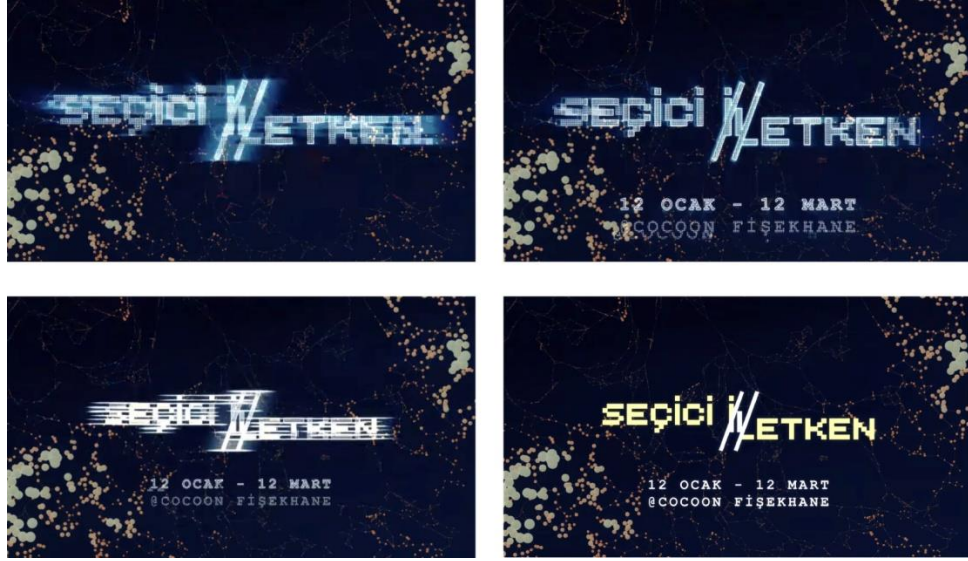 SEÇİCİ İLETKEN
SEÇİCİ İLETKEN
12 OCAK - 12 MART
@COCOON FİŞEKHANE
SEÇİCİ İLETKEN
12 OCAK - 12 MART
@COCOON FİŞEKHANE
SEÇİCİ İLETKEN
12 OCAK - 12 MART
@COCOON FİŞEKHANE